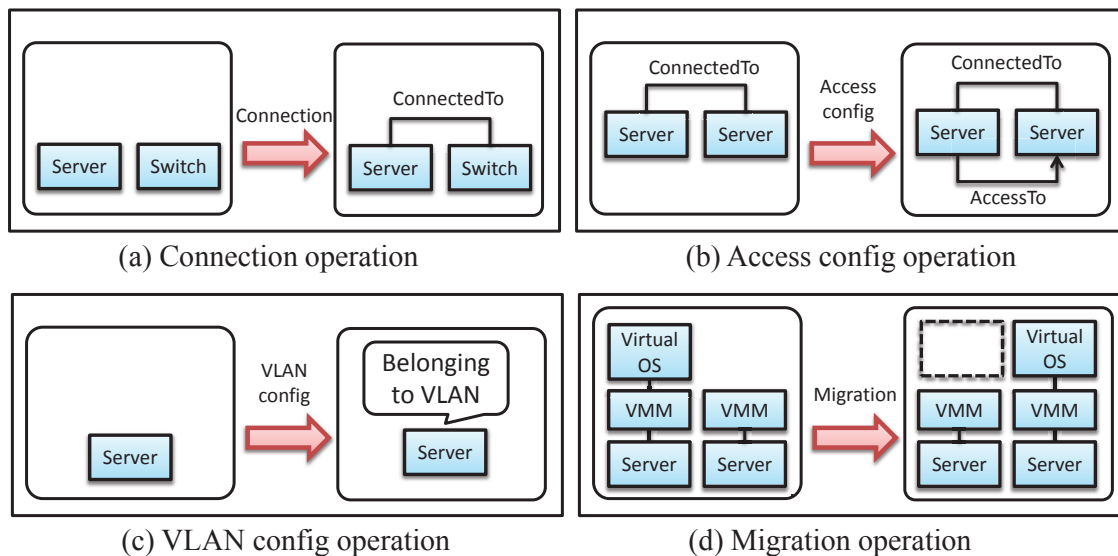 ConnectedTo
Connection
Server Switch
Server Switch
(a) Connection operation
ConnectedTo
Server Server
Access
config
ConnectedTo
Server Server
AccessTo
(b) Access config operation
Server
VLAN
config
Belonging
to VLAN
Server
(c) VLAN config operation
Virtual
OS
VMM VMM
Server Server
Migration
Virtual
OS
VMM VMM
Server Server
(d) Migration operation